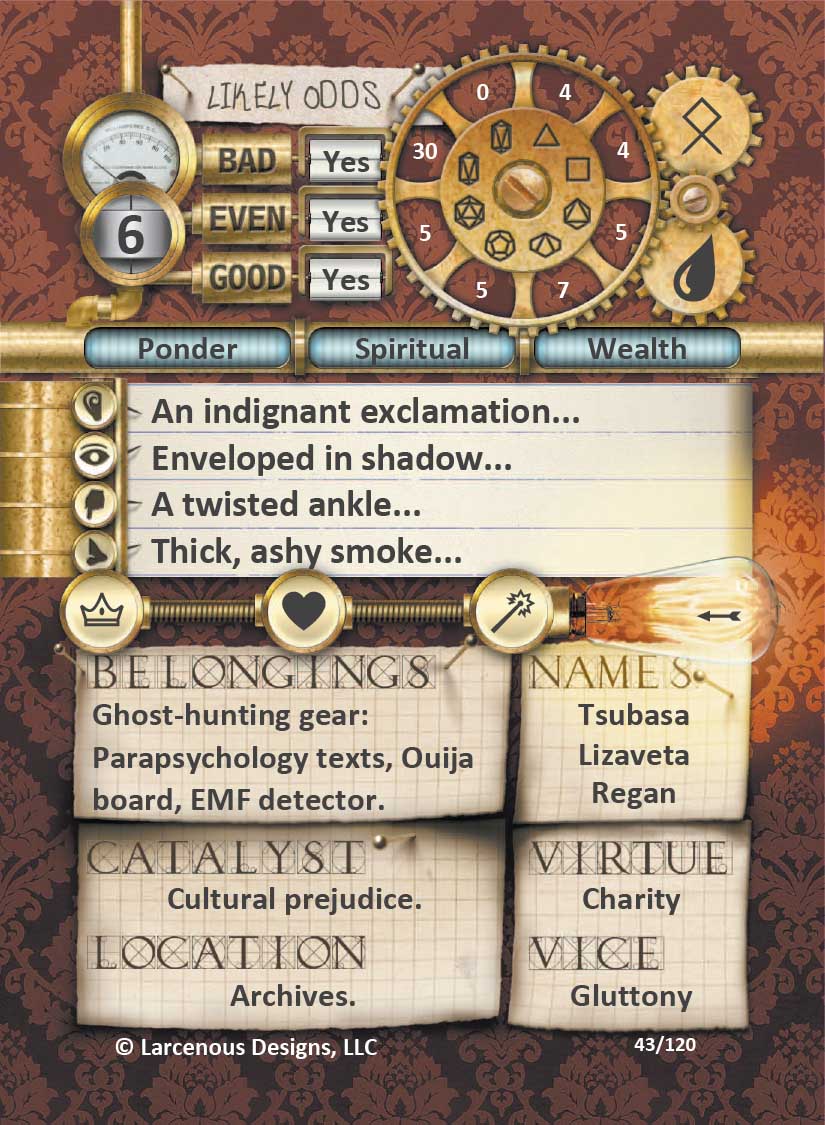 LIKELY ODDS
BAD Yes
6 EVEN Yes
GOOD Yes
0 4
30 4
5 5
5 7
Ponder Spiritual Wealth
An indignant exclamation...
Enveloped in shadow...
A twisted ankle...
Thick, ashy smoke...
BELONGINGS
Ghost-hunting gear:
Parapsychology texts, Ouija
board, EMF detector.
NAMES
Tsubasa
Lizaveta
Regan
CATALYST
Cultural prejudice.
LOCATION
Archives.
VIRTUE
Charity
VICE
Gluttony
© Larcenous Designs, LLC
43/120